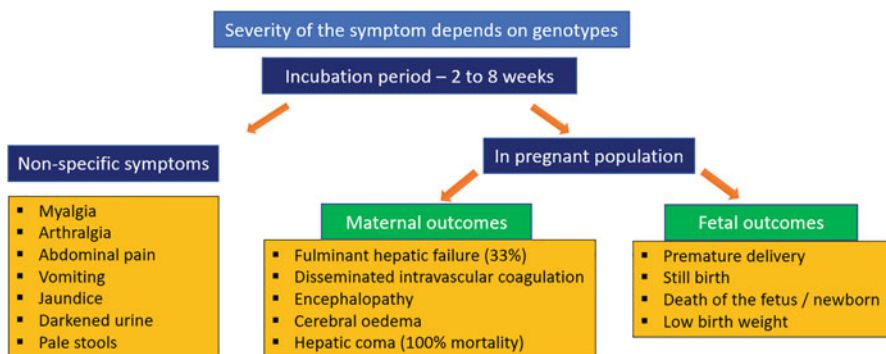 Severity of the symptom depends on genotypes
Incubation period – 2 to 8 weeks
Non-specific symptoms
▪ Myalgia
▪ Arthralgia
▪ Abdominal pain
▪ Vomiting
▪ Jaundice
▪ Darkened urine
▪ Pale stools
In pregnant population
Maternal outcomes
▪ Fulminant hepatic failure (33%)
▪ Disseminated intravascular coagulation
▪ Encephalopathy
▪ Cerebral oedema
▪ Hepatic coma (100% mortality)
Fetal outcomes
▪ Premature delivery
▪ Still birth
▪ Death of the fetus / newborn
▪ Low birth weight